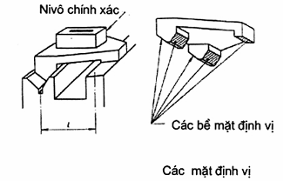 Nivô chính xác
l
Các bề mặt định vị
Các mặt định vị